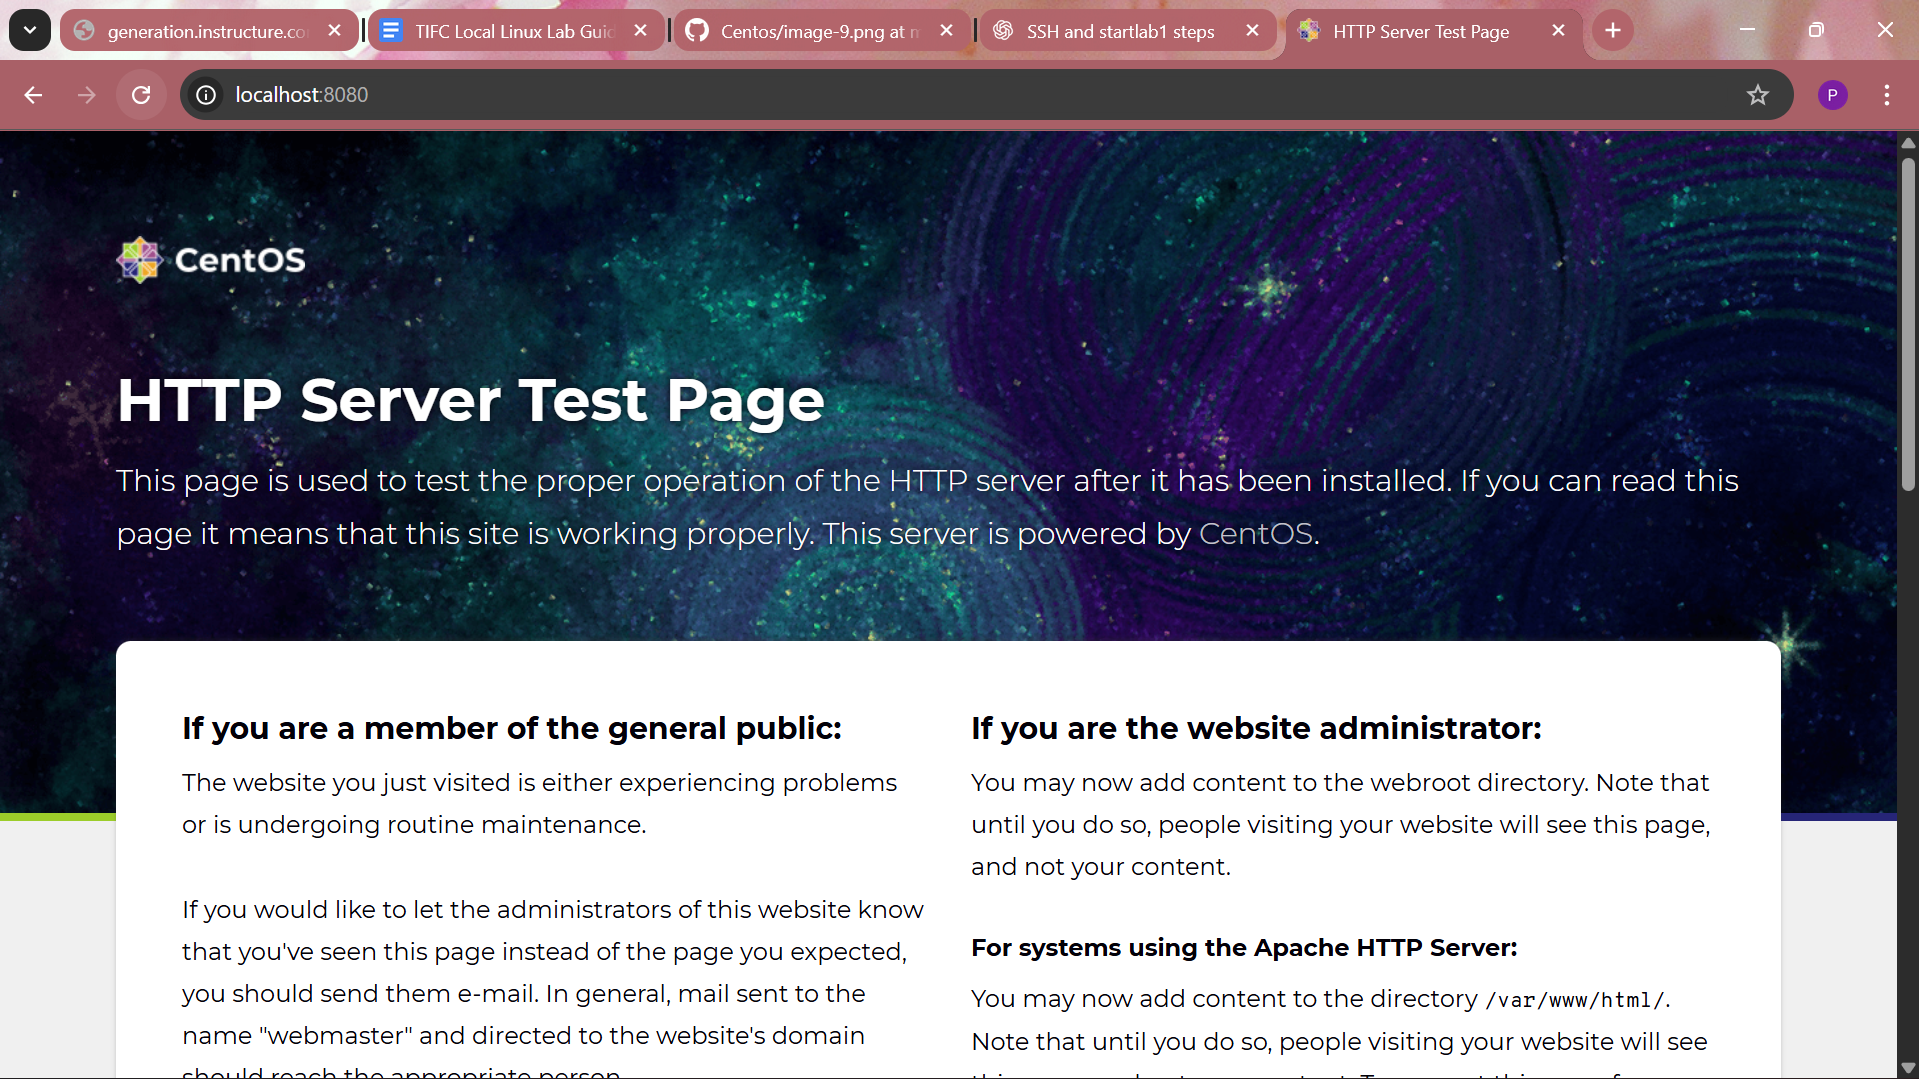 generation.instructure.co
TIFC Local Linux Lab Guid
Centos/image-9.png at m
SSH and startlab1 steps
HTTP Server Test Page
localhost:8080
P
CentOS
HTTP Server Test Page
This page is used to test the proper operation of the HTTP server after it has been installed. If you can read this
page it means that this site is working properly. This server is powered by CentOS.
If you are a member of the general public:
The website you just visited is either experiencing problems
or is undergoing routine maintenance.
If you would like to let the administrators of this website know
that you've seen this page instead of the page you expected,
you should send them e-mail. In general, mail sent to the
name "webmaster" and directed to the website's domain
should reach the appropriate person.
If you are the website administrator:
You may now add content to the webroot directory. Note that
until you do so, people visiting your website will see this page,
and not your content.
For systems using the Apache HTTP Server:
You may now add content to the directory /var/www/html/.
Note that until you do so, people visiting your website will see